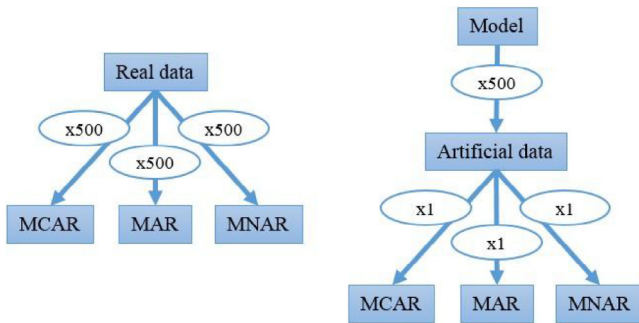 Real data
x500
x500
x500
MCAR
MAR
MNAR
Model
x500
Artificial data
x1
x1
x1
MCAR
MAR
MNAR